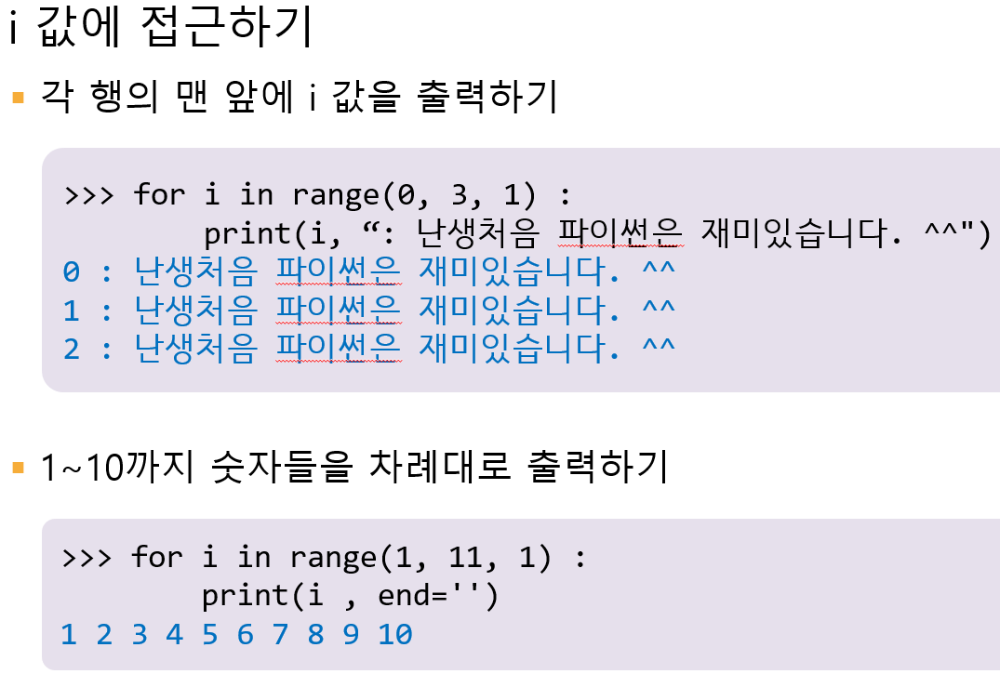 i 값에 접근하기
▪ 각 행의 맨 앞에 i 값을 출력하기
>>> for i in range(0, 3, 1) :
        print(i, “: 난생처음 파이썬은 재미있습니다. ^^")
0 : 난생처음 파이썬은 재미있습니다. ^^
1 : 난생처음 파이썬은 재미있습니다. ^^
2 : 난생처음 파이썬은 재미있습니다. ^^
▪ 1~10까지 숫자들을 차례대로 출력하기
>>> for i in range(1, 11, 1) :
        print(i , end='')
1 2 3 4 5 6 7 8 9 10